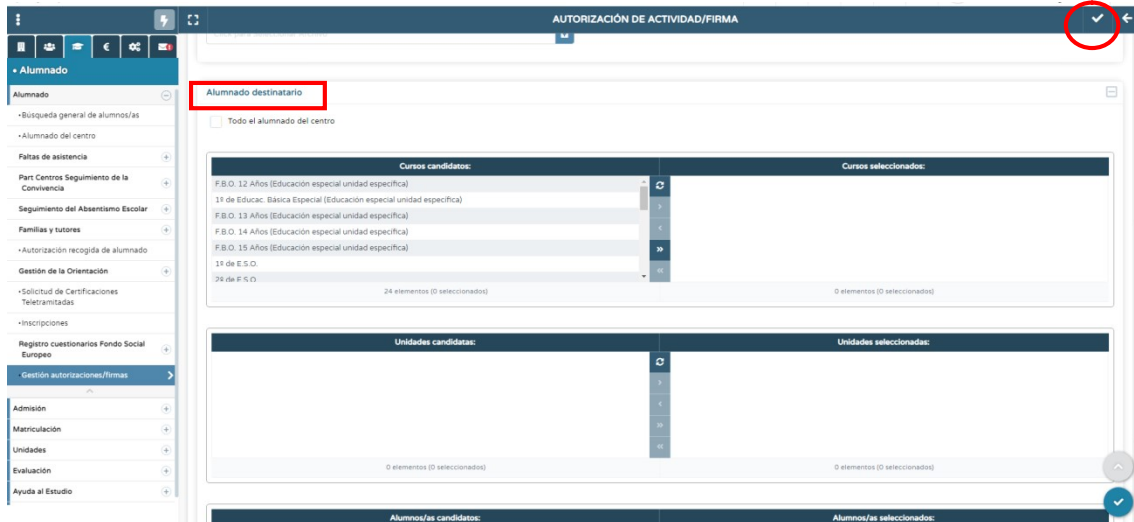 AUTORIZACIÓN DE ACTIVIDAD/FIRMA
€
• Alumnado
Alumnado
•Búsqueda general de alumnos/as
•Alumnado del centro
Faltas de asistencia
Part Centros Seguimiento de la
Convivencia
Seguimiento del Absentismo Escolar
Familias y tutores
•Autorización recogida de alumnado
Gestión de la Orientación
•Solicitud de Certificaciones
Teletramitadas
•Inscripciones
Registro cuestionarios Fondo Social
Europeo
•Gestión autorizaciones/firmas
Admisión
Matriculación
Unidades
Evaluación
Ayuda al Estudio
Alumnado destinatario
Todo el alumnado del centro
Cursos candidatos:
Cursos seleccionados:
F.B.O. 12 Años (Educación especial unidad específica)
1º de Educac. Básica Especial (Educación especial unidad específica)
F.B.O. 13 Años (Educación especial unidad específica)
F.B.O. 14 Años (Educación especial unidad específica)
F.B.O. 15 Años (Educación especial unidad específica)
1º de E.S.O.
2º de E.S.O.
24 elementos (0 seleccionados)
0 elementos (0 seleccionados)
Unidades candidatas:
Unidades seleccionadas:
0 elementos (0 seleccionados)
0 elementos (0 seleccionados)
Alumnos/as candidatos:
Alumnos/as seleccionados: